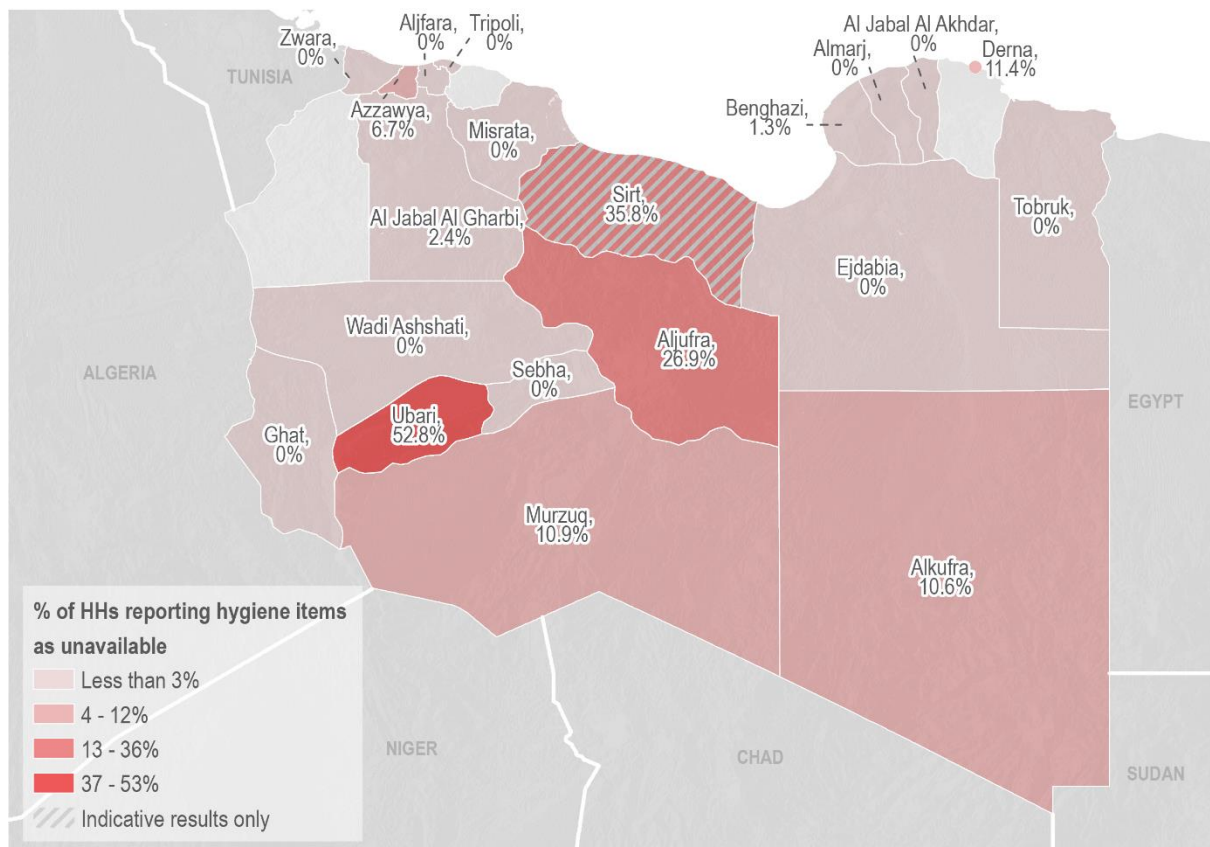 Al Jabal Al Akhdar,
0%
Aljfara,
0%
Tripoli,
0%
Zwara,
0%
Almarj,
0%
Derna,
11.4%
TUNISIA
Azzawya,
6.7%
Misrata,
0%
Benghazi,
1.3%
Sirt,
35.8%
Al Jabal Al Gharbi,
2.4%
Tobruk,
0%
Ejdabia,
0%
Wadi Ashshati,
0%
Aljufra,
26.9%
Sebha,
0%
ALGERIA
EGYPT
Ubari,
52.8%
Ghat,
0%
Murzuq,
10.9%
Alkufra,
10.6%
% of HHs reporting hygiene items
as unavailable
Less than 3%
4 - 12%
13 - 36%
37 - 53%
Indicative results only
NIGER
CHAD
SUDAN